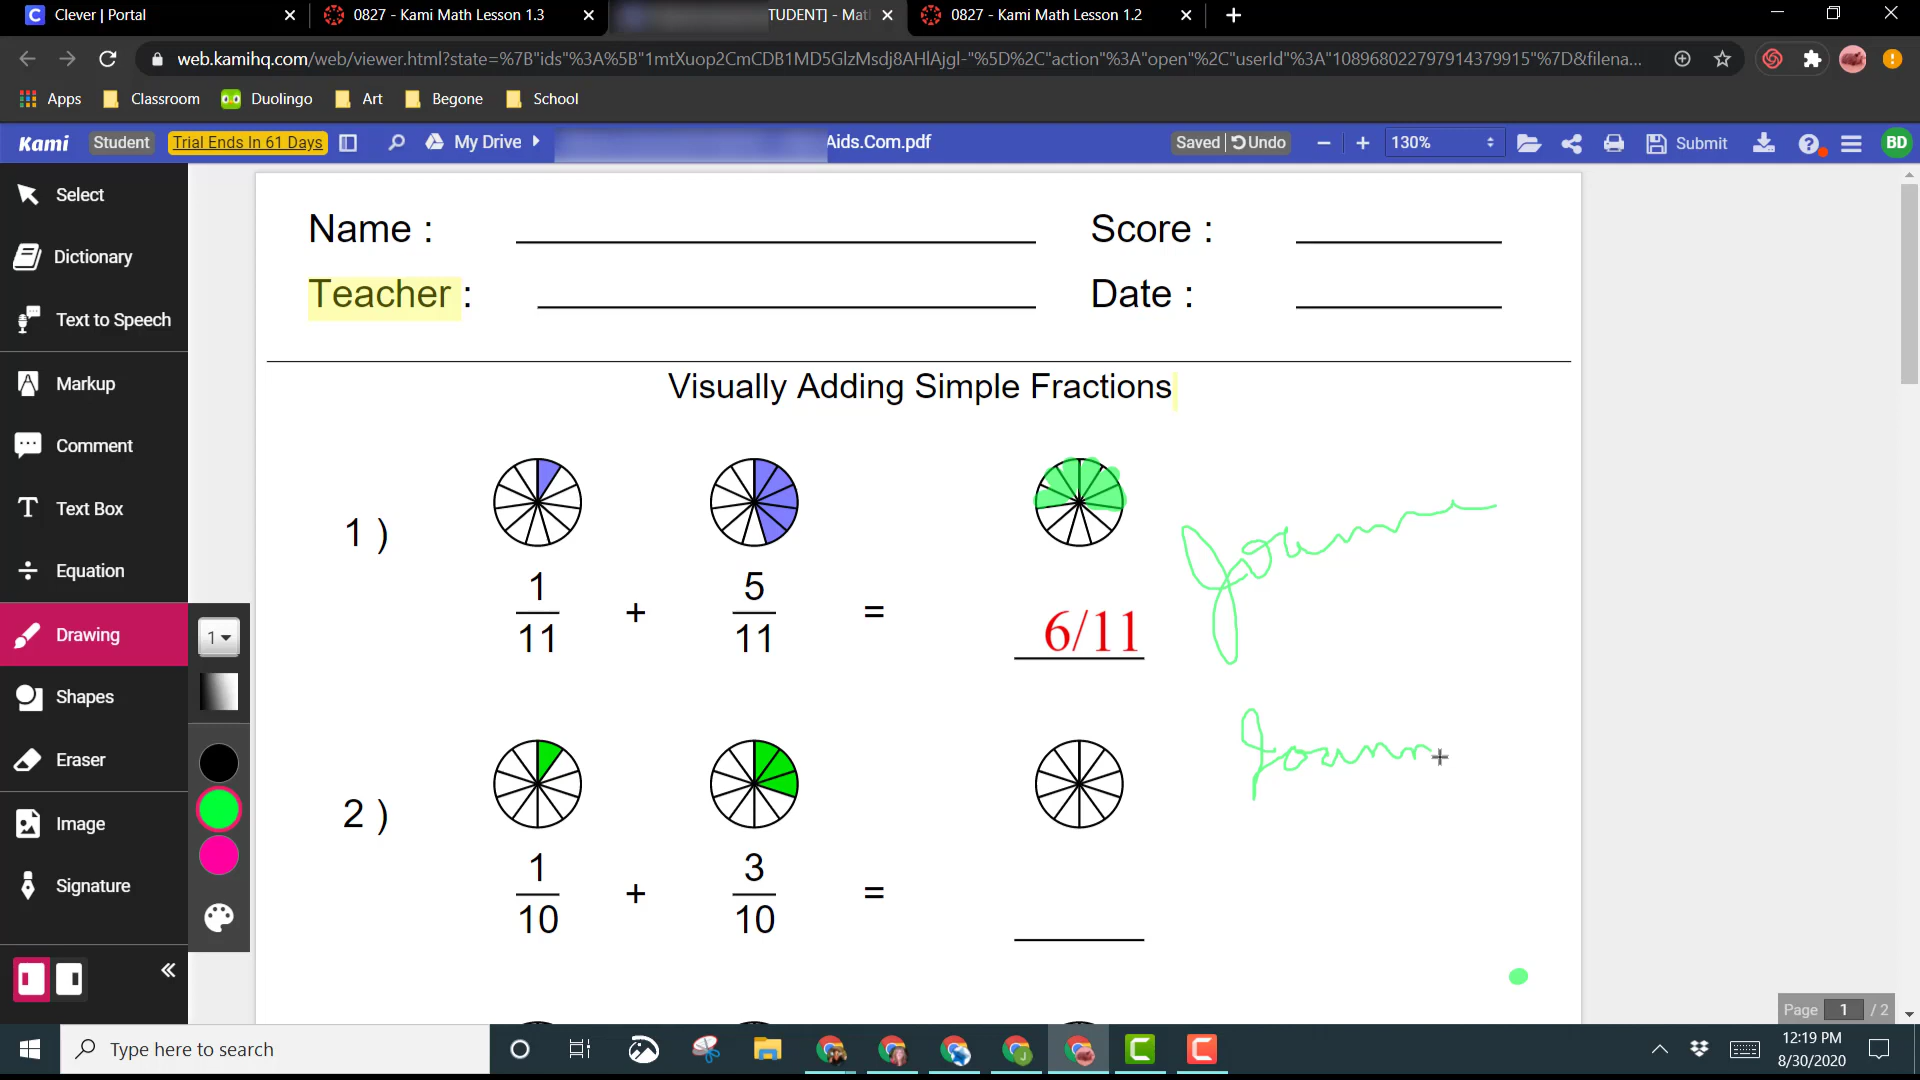 Clever | Portal
0827 - Kami Math Lesson 1.3
TUDENT] - Mat
0827 - Kami Math Lesson 1.2
web.kamihq.com/web/viewer.html?state=%7B"ids"%3A%5B"1mtXuop2CmCDB1MD5GlzMsdj8AHlAjgl-"%5D%2C"action"%3A"open"%2C"userId"%3A"108968022797914379915"%7D&filena...
Apps Classroom Duolingo Art Begone School
Kami Student Trial Ends In 61 Days My Drive Aids.Com.pdf Saved Undo 130% Submit BD
Select
Dictionary
Text to Speech
Markup
Comment
Text Box
Equation
Drawing
Shapes
Eraser
Image
Signature
1
Name : Score :
Teacher : Date :
Visually Adding Simple Fractions
1 )
1/11 + 5/11 = 6/11
Joanne
2 )
1/10 + 3/10 =
Joann
Page 1 / 2
Type here to search
12:19 PM
8/30/2020